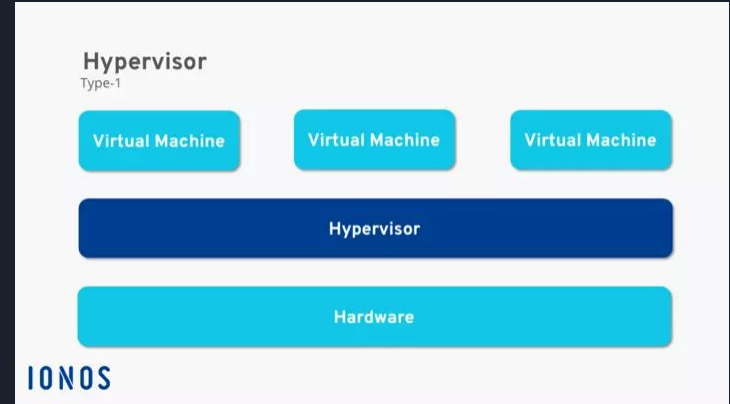 Hypervisor
Type-1
Virtual Machine Virtual Machine Virtual Machine
Hypervisor
Hardware
IONOS